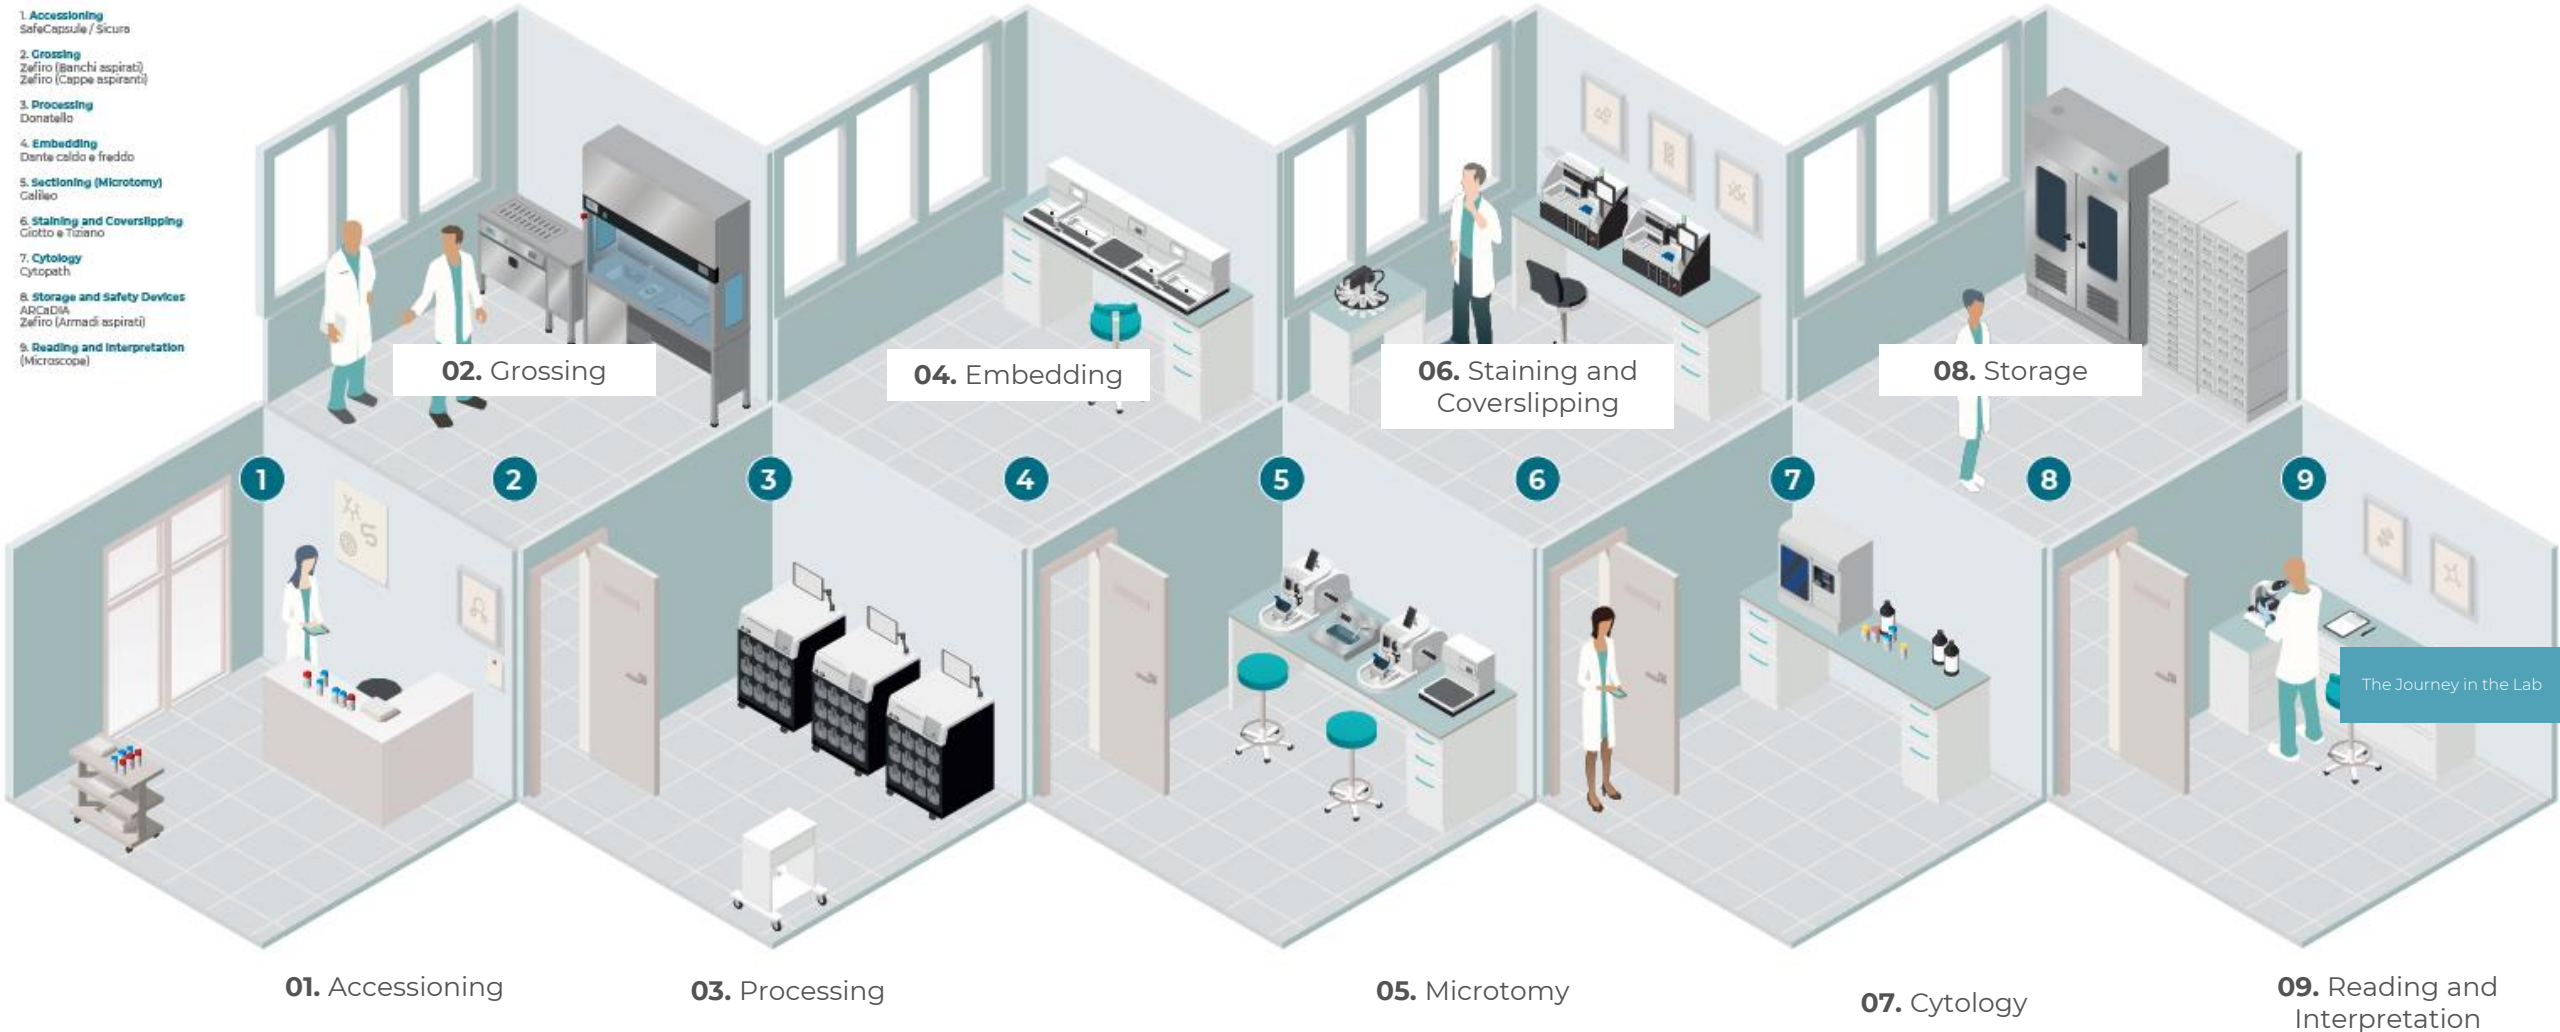 1. Accessioning
SafeCapsule / Sicura
2. Grossing
Zefiro (Banchi aspirati)
Zefiro (Cappe aspiranti)
3. Processing
Donatello
4. Embedding
Dante caldo e freddo
5. Sectioning (Microtomy)
Galileo
6. Staining and Coverslipping
Giotto e Tiziano
7. Cytology
Cytopath
8. Storage and Safety Devices
ARCaDIA
Zefiro (Armadi aspirati)
9. Reading and Interpretation
(Microscope)
02. Grossing
04. Embedding
06. Staining and
Coverslipping
08. Storage
1
2
3
4
5
6
7
8
9
The Journey in the Lab
01. Accessioning
03. Processing
05. Microtomy
07. Cytology
09. Reading and
Interpretation